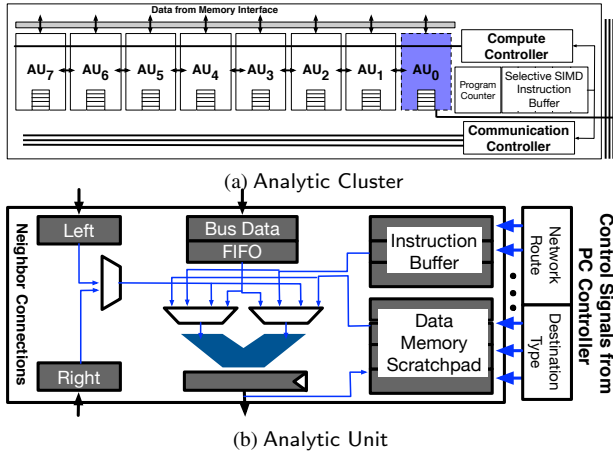 Data from Memory Interface
AU7
AU6
AU5
AU4
AU3
AU2
AU1
AU0
Compute
Controller
Program
Counter
Selective SIMD
Instruction
Buffer
Communication
Controller
(a) Analytic Cluster
Neighbor Connections
Left
Right
Bus Data
FIFO
Instruction
Buffer
Data
Memory
Scratchpad
Network
Route
Destination
Type
Control Signals from
PC Controller
(b) Analytic Unit